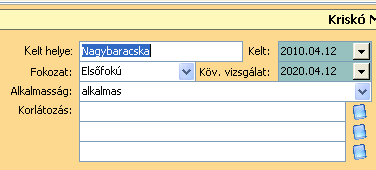 Kriskó M
Kelt helye: Nagybaracska Kelt: 2010.04.12
Fokozat: Elsőfokú Köv. vizsgálat: 2020.04.12
Alkalmasság: alkalmas
Korlátozás: